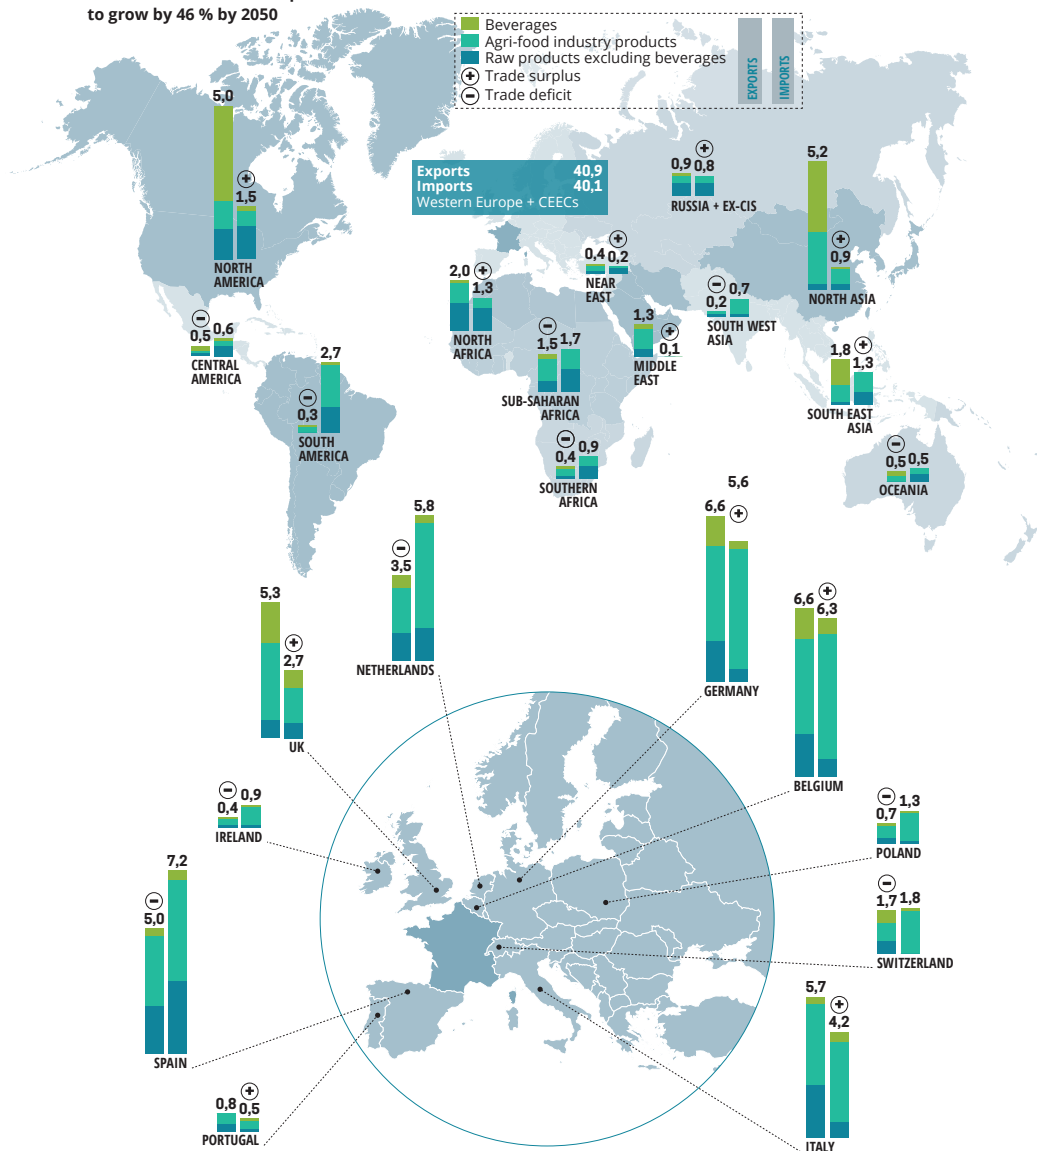 to grow by 46 % by 2050
Beverages
Agri-food industry products
Raw products excluding beverages
+ Trade surplus
− Trade deficit
EXPORTS
IMPORTS
5,0
+
1,5
NORTH
AMERICA
Exports 40,9
Imports 40,1
Western Europe + CEECs
+
0,9 0,8
RUSSIA + EX-CIS
5,2
+
0,9
NORTH ASIA
+
0,4 0,2
NEAR
EAST
2,0 +
1,3
NORTH
AFRICA
−
0,2 0,7
SOUTH WEST
ASIA
−
0,5 0,6
CENTRAL
AMERICA
2,7
−
0,3
SOUTH
AMERICA
−
1,5 1,7
SUB-SAHARAN
AFRICA
1,3
+
0,1
MIDDLE
EAST
1,8 +
1,3
SOUTH EAST
ASIA
−
0,4 0,9
SOUTHERN
AFRICA
−
0,5 0,5
OCEANIA
5,8
−
3,5
NETHERLANDS
5,6
6,6 +
GERMANY
5,3
+
2,7
UK
+
6,6 6,3
BELGIUM
−
0,4 0,9
IRELAND
−
0,7 1,3
POLAND
7,2
−
5,0
SPAIN
−
1,7 1,8
SWITZERLAND
5,7
+
4,2
ITALY
+
0,8 0,5
PORTUGAL